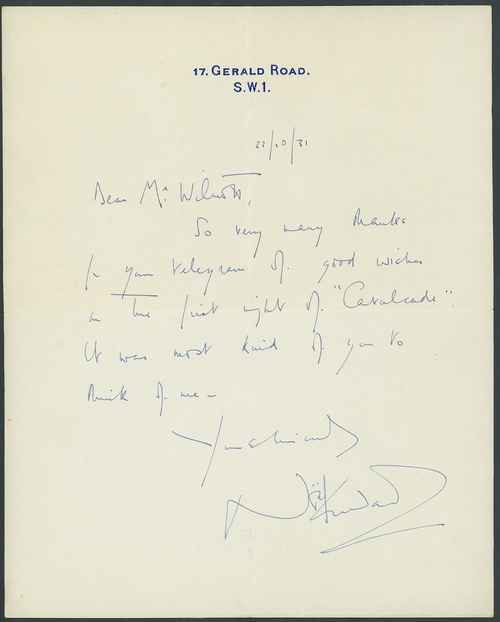 17, GERALD ROAD,
S.W.1.
22/10/31
Dear Mr. Wilmott,
So very many thanks
for your telegram of good wishes
on the first night of "Cavalcade".
It was most kind of you to
think of me –
Yours sincerely
Noël Coward